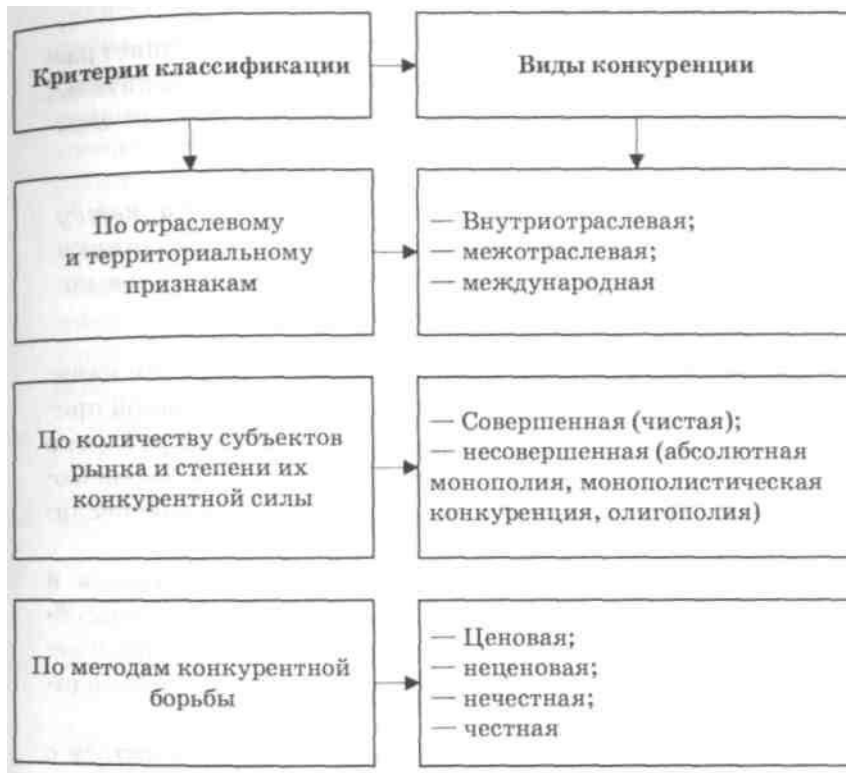 Критерии классификации
Виды конкуренции
По отраслевому
и территориальному
признакам
— Внутриотраслевая;
— межотраслевая;
— международная
По количеству субъектов
рынка и степени их
конкурентной силы
— Совершенная (чистая);
— несовершенная (абсолютная
монополия, монополистическая
конкуренция, олигополия)
По методам конкурентной
борьбы
— Ценовая;
— неценовая;
— нечестная;
— честная